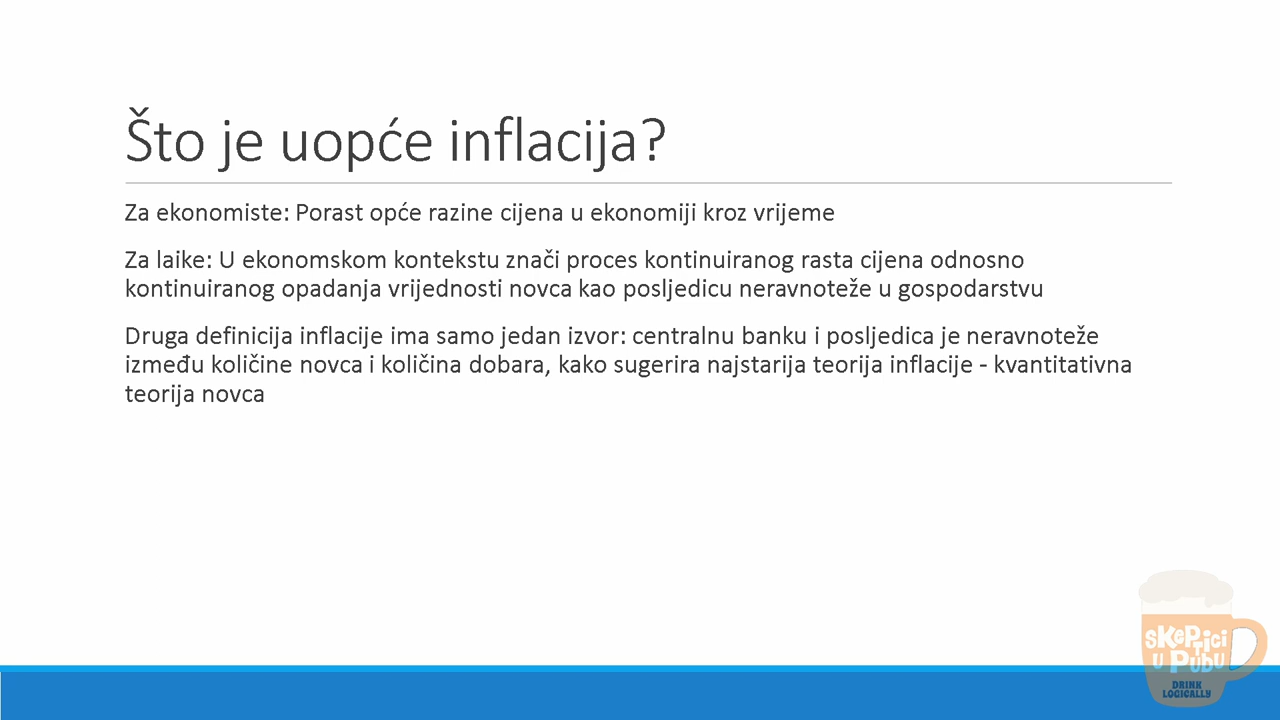 Što je uopće inflacija?
Za ekonomiste: Porast opće razine cijena u ekonomiji kroz vrijeme
Za laike: U ekonomskom kontekstu znači proces kontinuiranog rasta cijena odnosno
kontinuiranog opadanja vrijednosti novca kao posljedicu neravnoteže u gospodarstvu
Druga definicija inflacije ima samo jedan izvor: centralnu banku i posljedica je neravnoteže
između količine novca i količina dobara, kako sugerira najstarija teorija inflacije - kvantitativna
teorija novca
SKEPTICI
U PUBU
DRINK
LOGICALLY